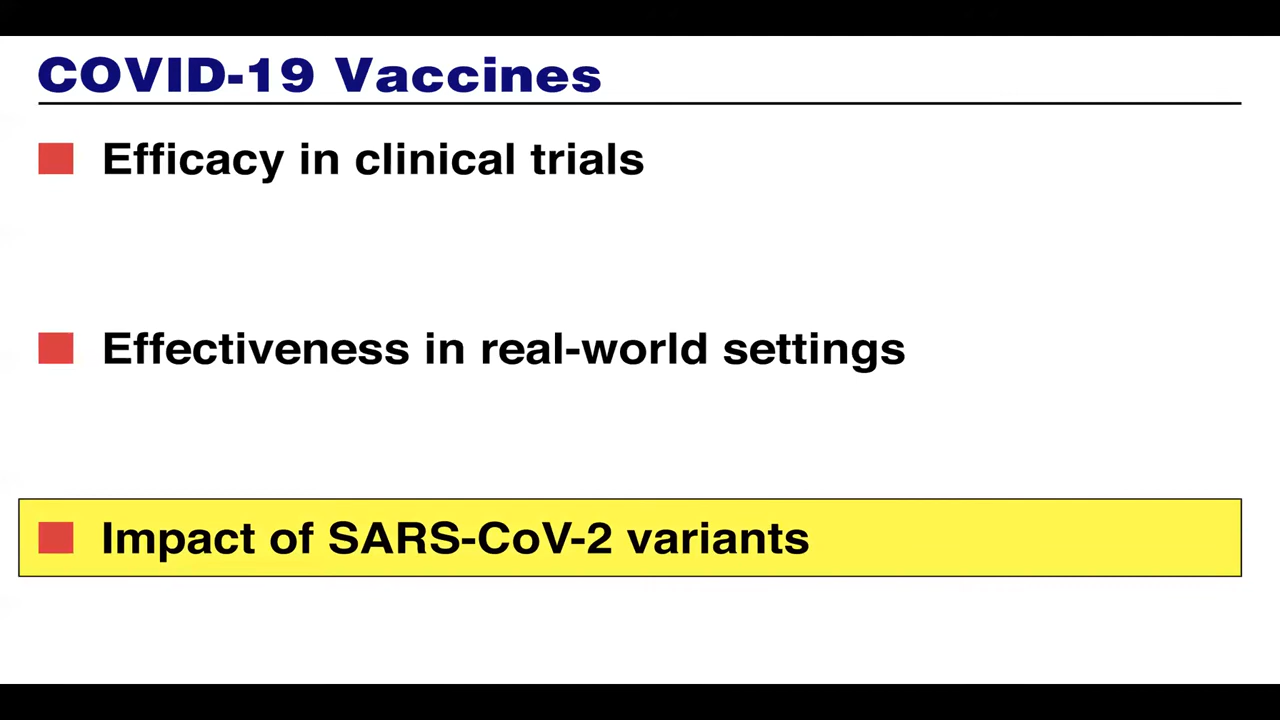 COVID-19 Vaccines
Efficacy in clinical trials
Effectiveness in real-world settings
Impact of SARS-CoV-2 variants